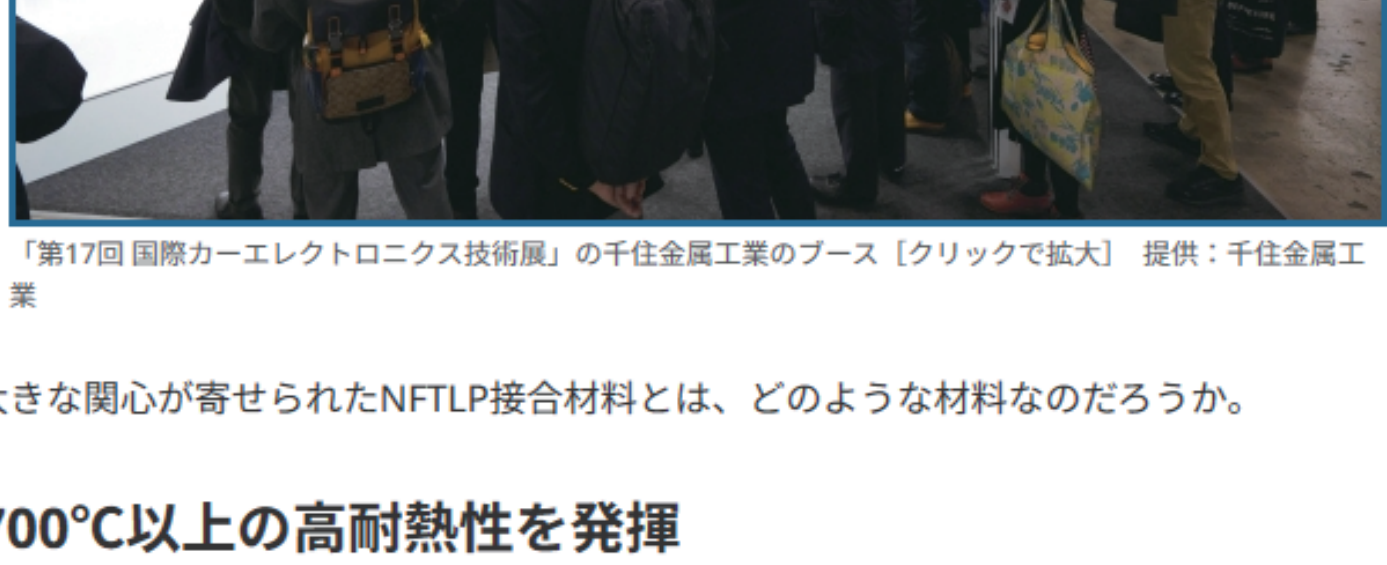 「第17回 国際カーエレクトロニクス技術展」の千住金属工業のブース［クリックで拡大］ 提供：千住金属工
業
きな関心が寄せられたNFTLP接合材料とは、どのような材料なのだろうか。
00℃以上の高耐熱性を発揮